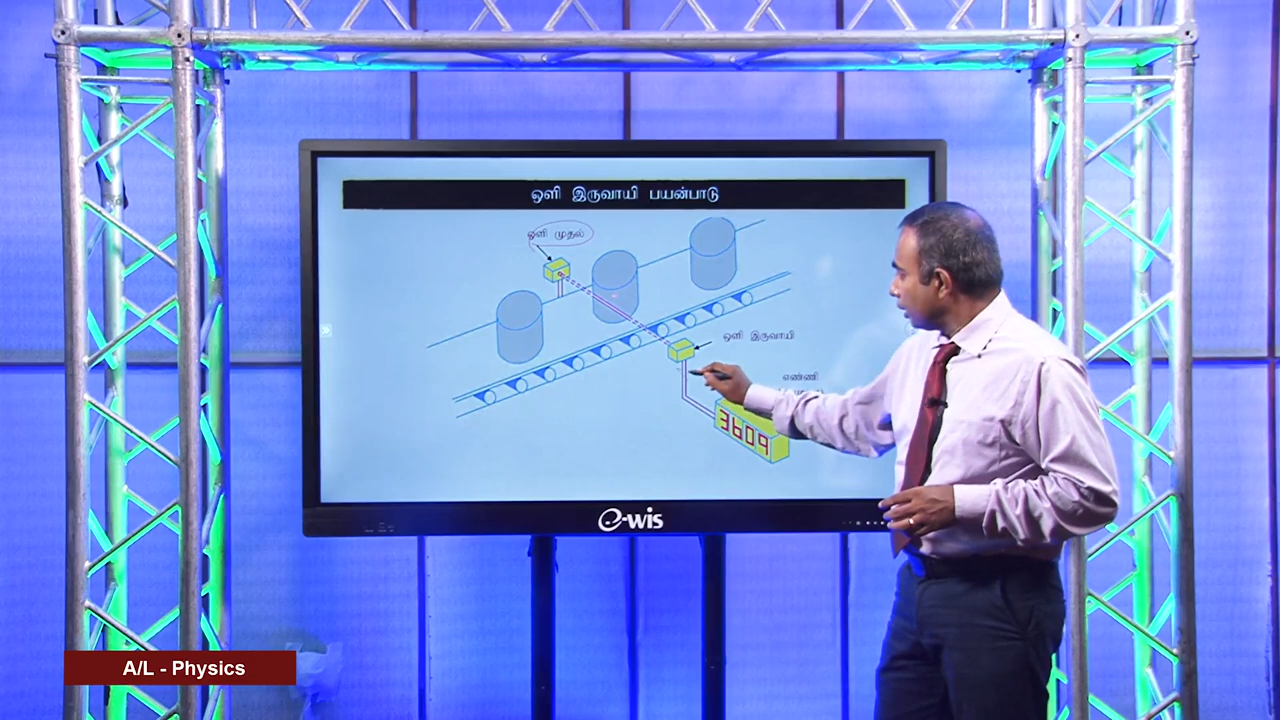 ஒளி இருவாயி பயன்பாடு
ஒளி முதல்
ஒளி இருவாயி
எண்ணி
3609
e-wis
A/L - Physics